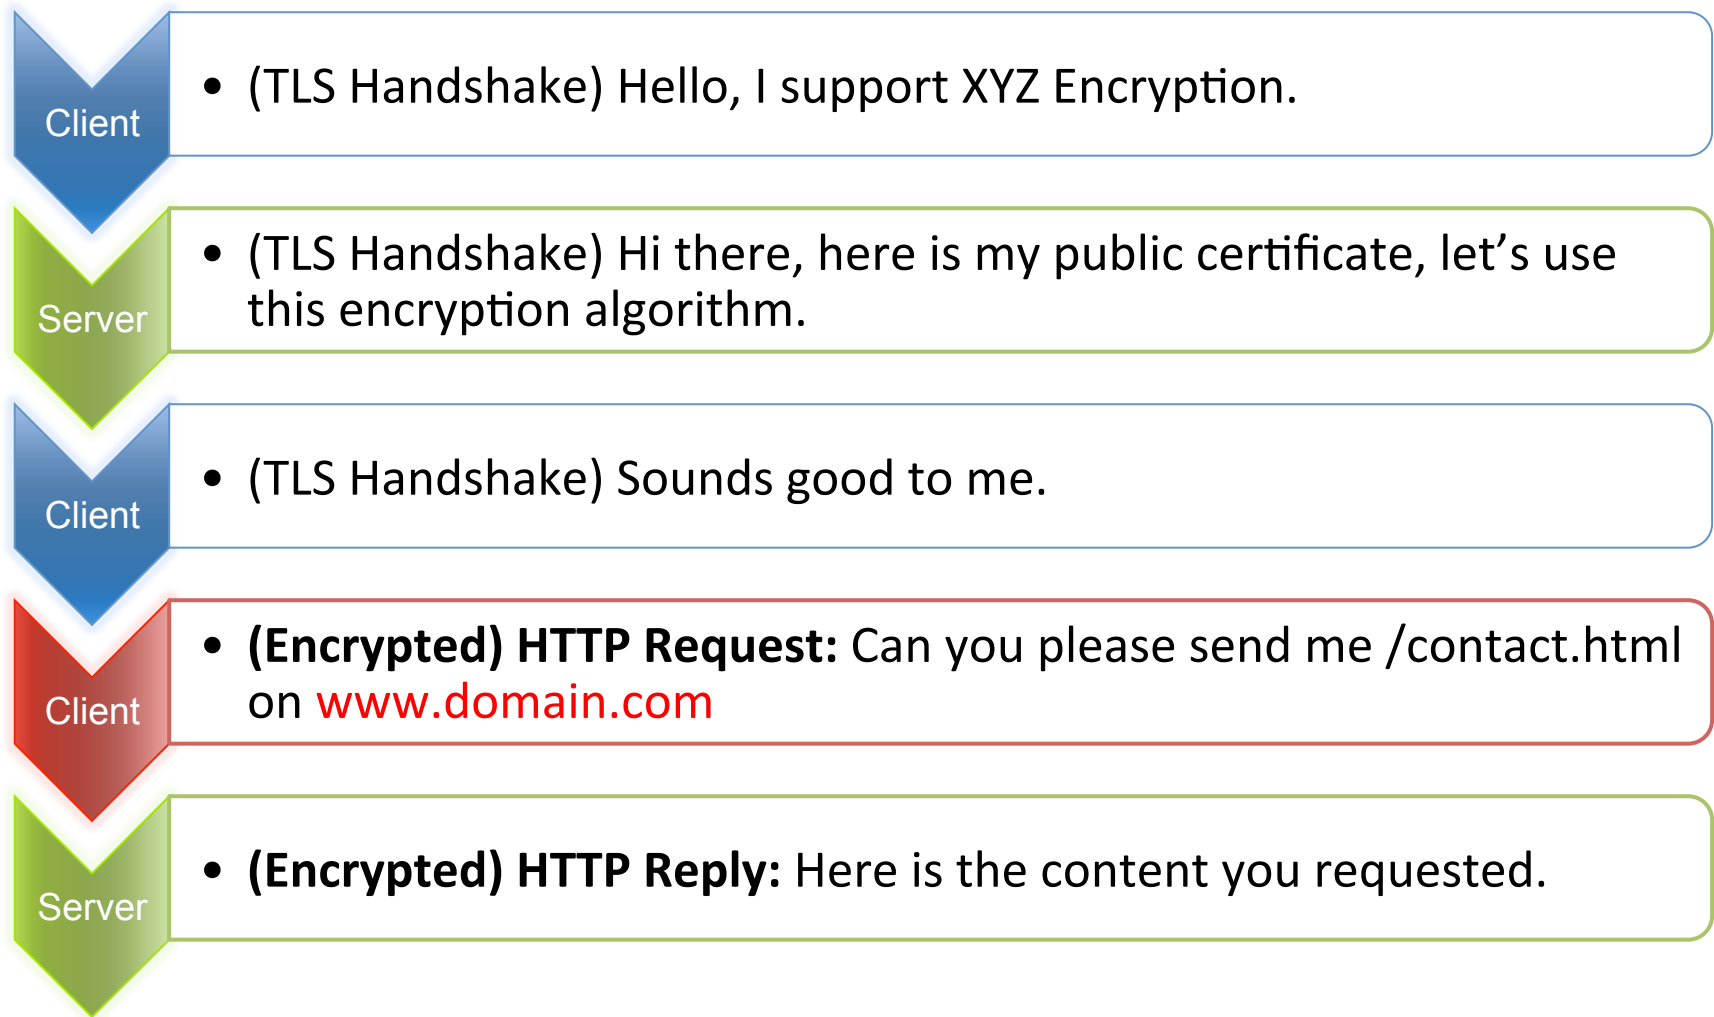 Client
• (TLS Handshake) Hello, I support XYZ Encryption.
Server
• (TLS Handshake) Hi there, here is my public certificate, let’s use
this encryption algorithm.
Client
• (TLS Handshake) Sounds good to me.
Client
• (Encrypted) HTTP Request: Can you please send me /contact.html
on www.domain.com
Server
• (Encrypted) HTTP Reply: Here is the content you requested.